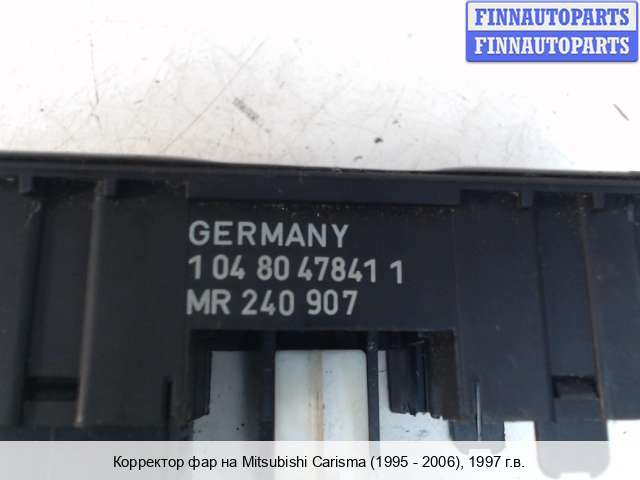 FINNAUTOPARTS
FINNAUTOPARTS
GERMANY
1 04 80 47841 1
MR 240 907
Корректор фар на Mitsubishi Carisma (1995 - 2006), 1997 г.в.